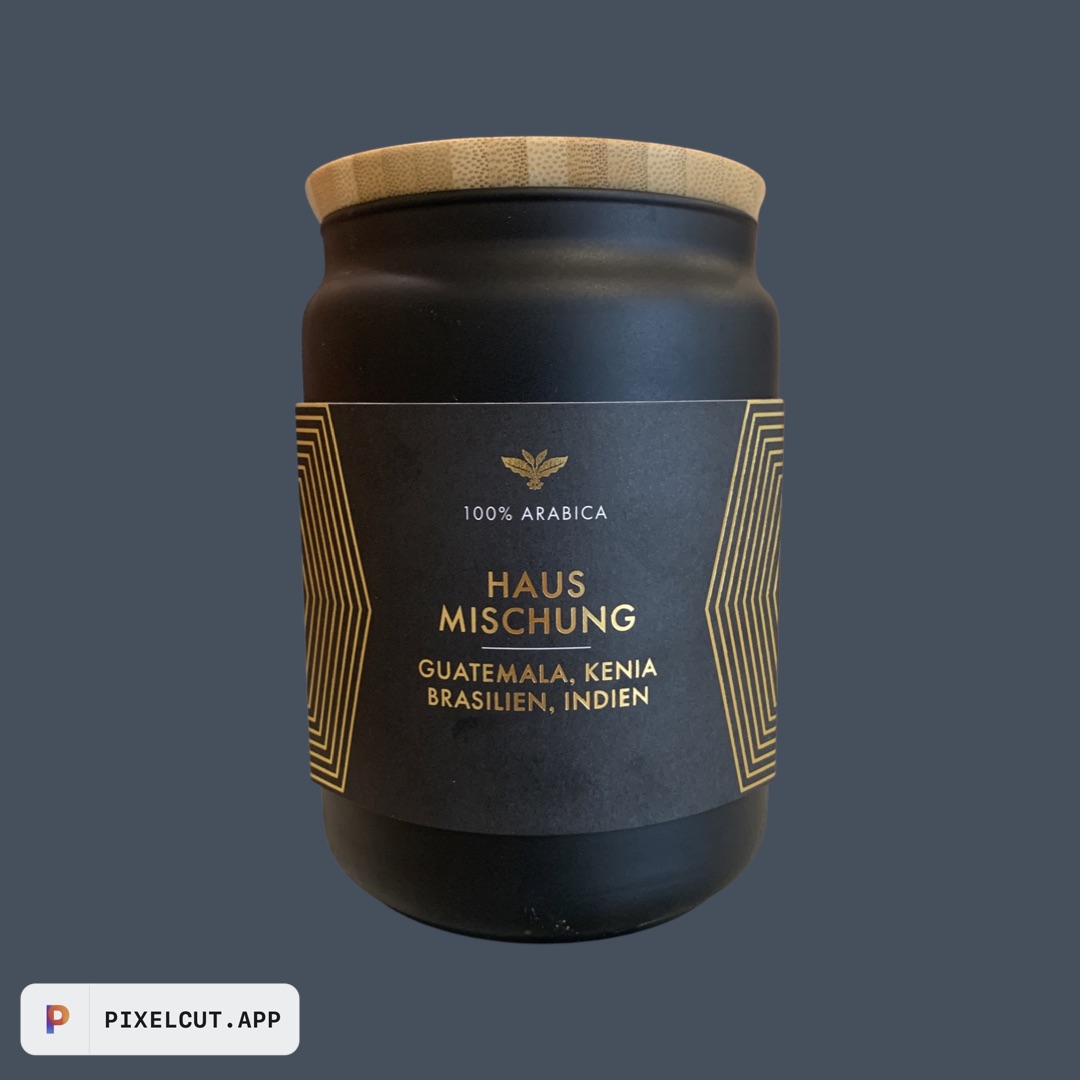 100% ARABICA
HAUS
MISCHUNG
GUATEMALA, KENIA
BRASILIEN, INDIEN
P PIXELCUT.APP